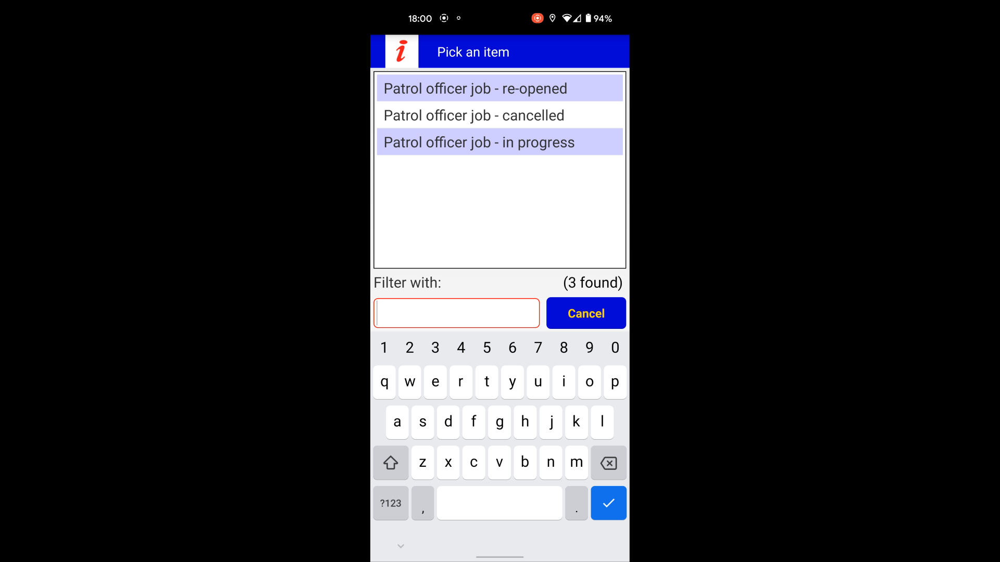 18:00 94%
i Pick an item
Patrol officer job - re-opened
Patrol officer job - cancelled
Patrol officer job - in progress
Filter with: (3 found)
Cancel
1 2 3 4 5 6 7 8 9 0
q w e r t y u i o p
a s d f g h j k l
z x c v b n m
?123 , .